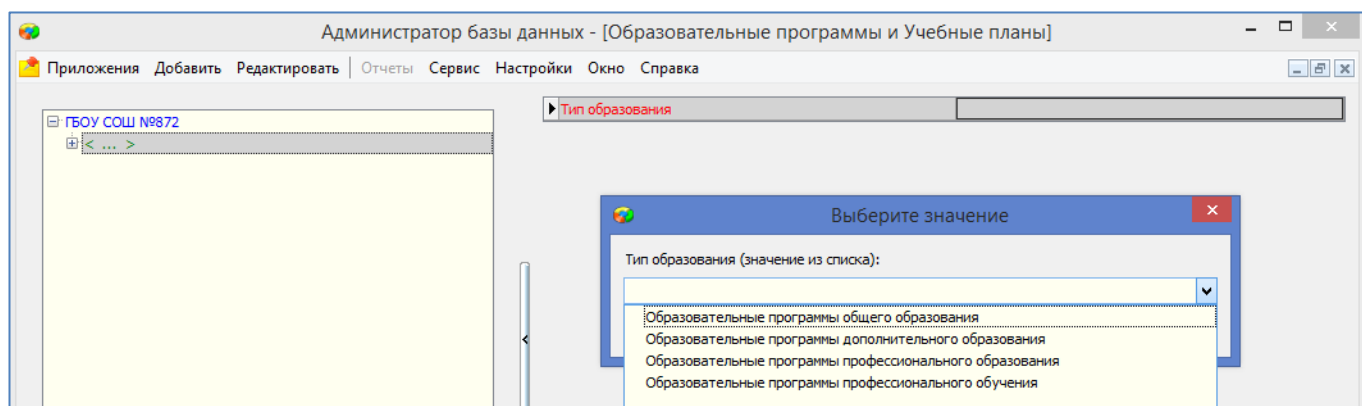 Администратор базы данных - [Образовательные программы и Учебные планы]
Приложения Добавить Редактировать Отчеты Сервис Настройки Окно Справка
ГБОУ СОШ №872
< ... >
Тип образования
Выберите значение
Тип образования (значение из списка):
Образовательные программы общего образования
Образовательные программы дополнительного образования
Образовательные программы профессионального образования
Образовательные программы профессионального обучения